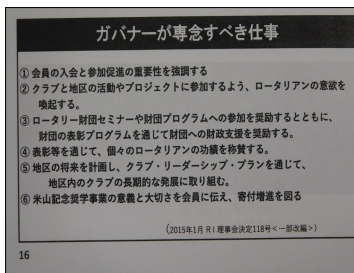 ガバナーが専念すべき仕事
① 会員の入会と参加促進の重要性を強調する
② クラブと地区の活動やプロジェクトに参加するよう、ロータリアンの意欲を
喚起する。
③ ロータリー財団セミナーや財団プログラムへの参加を奨励するとともに、
財団の表彰プログラムを通じて財団への財政支援を奨励する。
④ 表彰等を通じて、個々のロータリアンの功績を称賛する。
⑤ 地区の将来を計画し、クラブ・リーダーシップ・プランを通じて、
地区内のクラブの長期的な発展に取り組む。
⑥ 米山記念奨学事業の意義と大切さを会員に伝え、寄付増進を図る
(2015年1月 RI理事会決定118号<一部改編>)
16